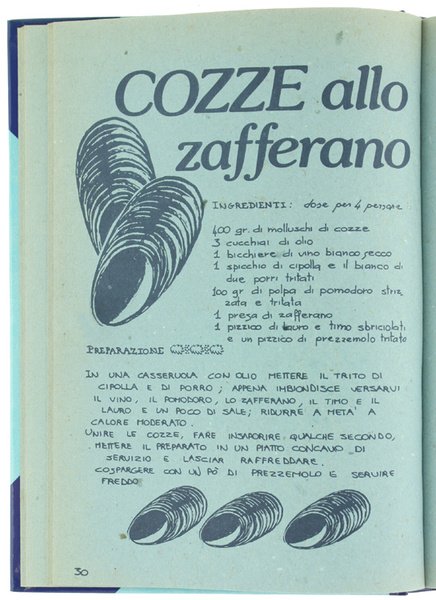 COZZE allo
zafferano
INGREDIENTI: dose per 4 persone
400 gr. di molluschi di cozze
3 cucchiai di olio
1 bicchiere di vino bianco secco
1 spicchio di cipolla e il bianco di
due porri tritati
100 gr di polpa di pomodoro striz
zata e tritata
1 presa di zafferano
1 pizzico di lauro e timo sbriciolati
e un pizzico di prezzemolo tritato
PREPARAZIONE
IN UNA CASSERUOLA CON OLIO METTERE IL TRITO DI
CIPOLLA E DI PORRO; APPENA IMBIONDISCE VERSARVI
IL VINO, IL POMODORO, LO ZAFFERANO, IL TIMO E IL
LAURO E UN POCO DI SALE; RIDURRE A META' A
CALORE MODERATO.
UNIRE LE COZZE, FARE INSAPORIRE QUALCHE SECONDO,
METTERE IL PREPARATO IN UN PIATTO CONCAVO DI
SERVIZIO E LASCIAR RAFFREDDARE.
COSPARGERE CON UN PÒ DI PREZZEMOLO E SERVIRE
FREDDO
30